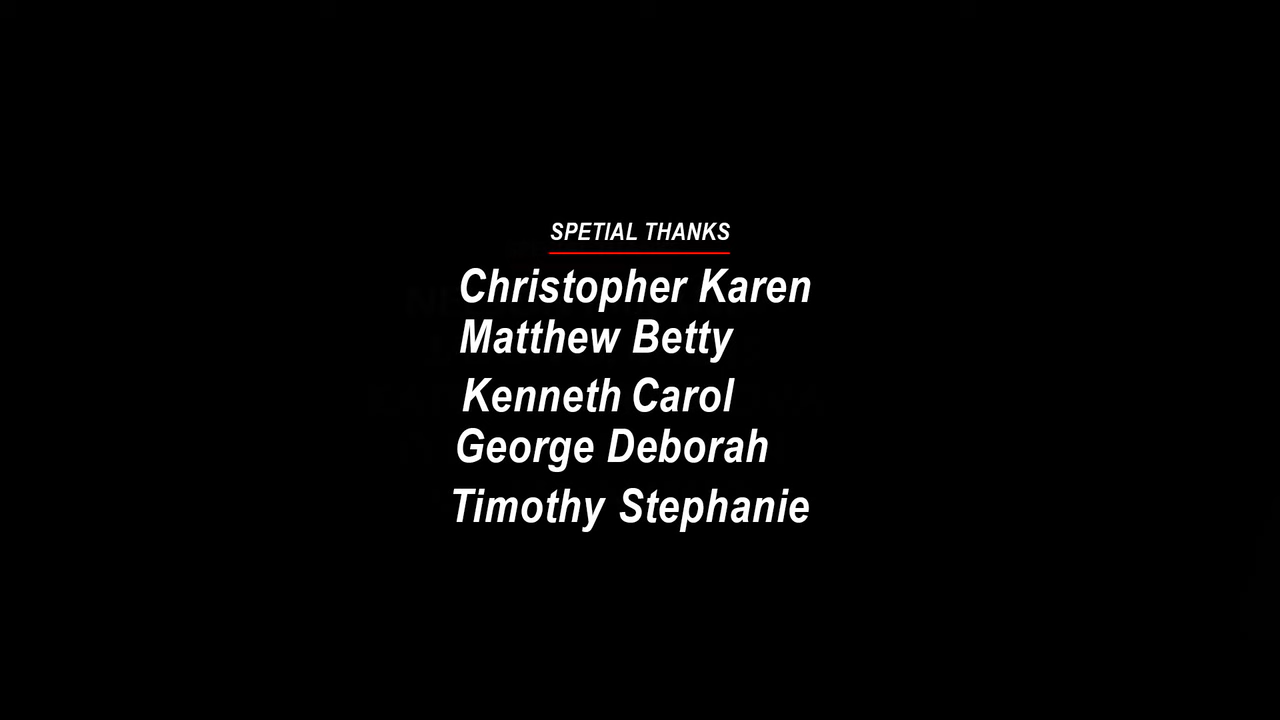 SPETIAL THANKS
Christopher Karen
Matthew Betty
Kenneth Carol
George Deborah
Timothy Stephanie